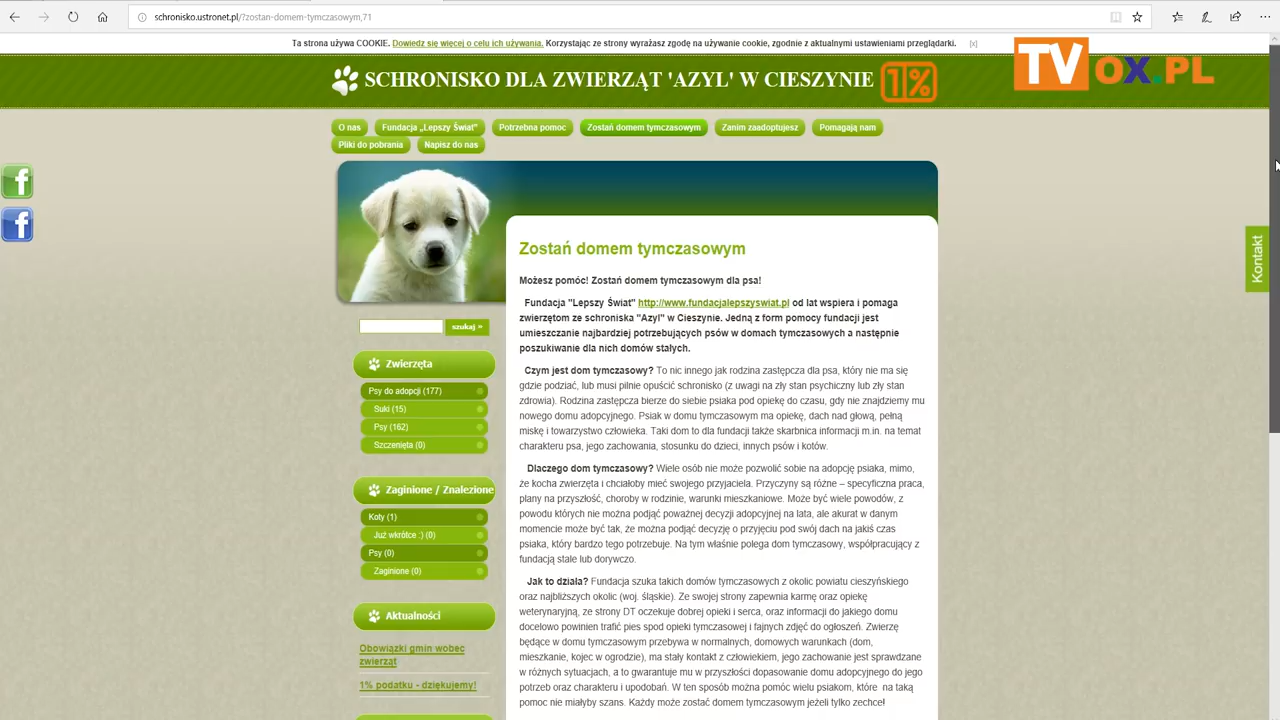 schronisko.ustronet.pl/?zostan-domem-tymczasowym,71
Ta strona używa COOKIE. Dowiedz się więcej o celu ich używania. Korzystając ze strony wyrażasz zgodę na używanie cookie, zgodnie z aktualnymi ustawieniami przeglądarki. [x]
TVOX.PL
SCHRONISKO DLA ZWIERZĄT 'AZYL' W CIESZYNIE 1%
O nas Fundacja „Lepszy Świat” Potrzebna pomoc Zostań domem tymczasowym Zanim zaadoptujesz Pomagają nam
Pliki do pobrania Napisz do nas
f
f
Kontakt
szukaj »
Zwierzęta
Psy do adopcji (177)
Suki (15)
Psy (162)
Szczenięta (0)
Zaginione / Znalezione
Koty (1)
Już wkrótce :) (0)
Psy (0)
Zaginione (0)
Aktualności
Obowiązki gmin wobec
zwierząt
1% podatku - dziękujemy!
Zostań domem tymczasowym
Możesz pomóc! Zostań domem tymczasowym dla psa!
Fundacja "Lepszy Świat" http://www.fundacjalepszyswiat.pl od lat wspiera i pomaga
zwierzętom ze schroniska "Azyl" w Cieszynie. Jedną z form pomocy fundacji jest
umieszczanie najbardziej potrzebujących psów w domach tymczasowych a następnie
poszukiwanie dla nich domów stałych.
Czym jest dom tymczasowy? To nic innego jak rodzina zastępcza dla psa, który nie ma się
gdzie podziać, lub musi pilnie opuścić schronisko (z uwagi na zły stan psychiczny lub zły stan
zdrowia). Rodzina zastępcza bierze do siebie psiaka pod opiekę do czasu, gdy nie znajdziemy mu
nowego domu adopcyjnego. Psiak w domu tymczasowym ma opiekę, dach nad głową, pełną
miskę i towarzystwo człowieka. Taki dom to dla fundacji także skarbnica informacji m.in. na temat
charakteru psa, jego zachowania, stosunku do dzieci, innych psów i kotów.
Dlaczego dom tymczasowy? Wiele osób nie może pozwolić sobie na adopcję psiaka, mimo,
że kocha zwierzęta i chciałoby mieć swojego przyjaciela. Przyczyny są różne – specyficzna praca,
plany na przyszłość, choroby w rodzinie, warunki mieszkaniowe. Może być wiele powodów, z
powodu których nie można podjąć poważnej decyzji adopcyjnej na lata, ale akurat w danym
momencie może być tak, że można podjąć decyzję o przyjęciu pod swój dach na jakiś czas
psiaka, który bardzo tego potrzebuje. Na tym właśnie polega dom tymczasowy, współpracujący z
fundacją stale lub dorywczo.
Jak to działa? Fundacja szuka takich domów tymczasowych z okolic powiatu cieszyńskiego
oraz najbliższych okolic (woj. śląskie). Ze swojej strony zapewnia karmę oraz opiekę
weterynaryjną, ze strony DT oczekuje dobrej opieki i serca, oraz informacji do jakiego domu
docelowo powinien trafić pies spod opieki tymczasowej i fajnych zdjęć do ogłoszeń. Zwierzę
będące w domu tymczasowym przebywa w normalnych, domowych warunkach (dom,
mieszkanie, kojec w ogrodzie), ma stały kontakt z człowiekiem, jego zachowanie jest sprawdzane
w różnych sytuacjach, a to gwarantuje mu w przyszłości dopasowanie domu adopcyjnego do jego
potrzeb oraz charakteru i upodobań. W ten sposób można pomóc wielu psiakom, które na taką
pomoc nie miałyby szans. Każdy może zostać domem tymczasowym jeżeli tylko zechce!